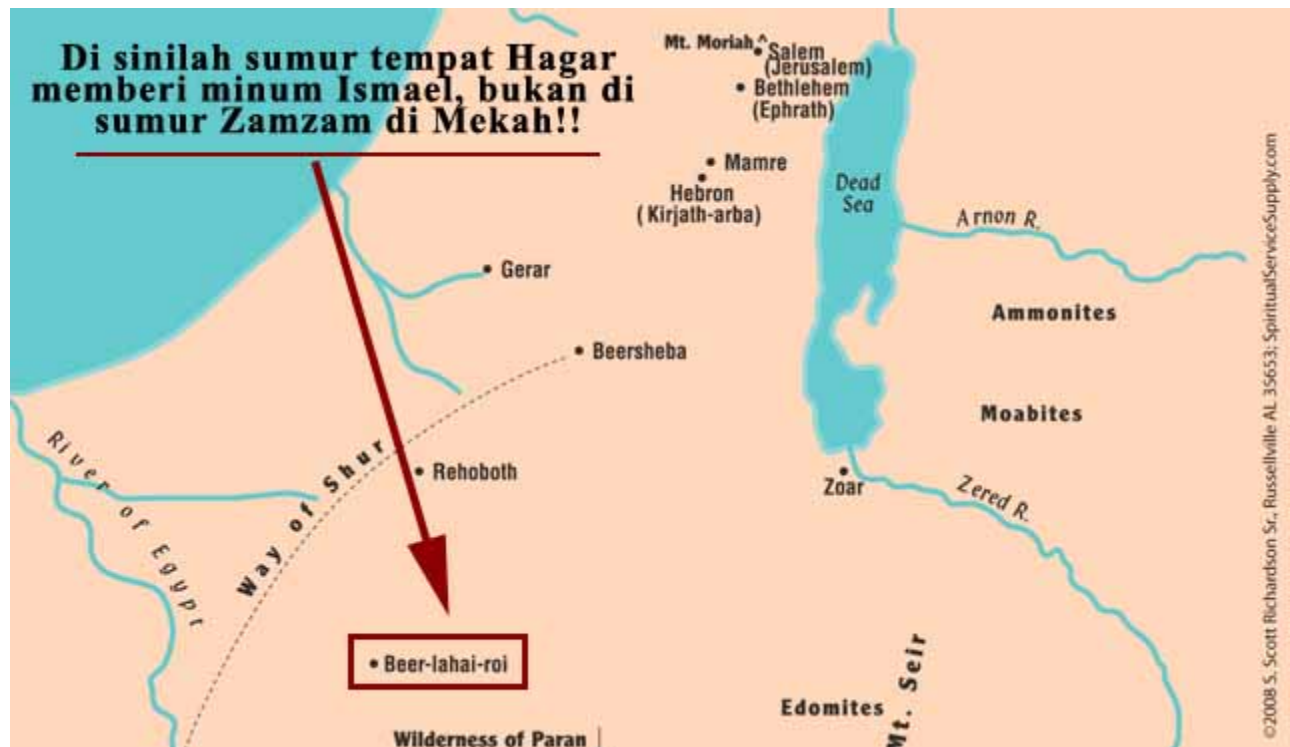 Di sinilah sumur tempat Hagar
memberi minum Ismael, bukan di
sumur Zamzam di Mekah!!
Mt. Moriah^
Salem
(Jerusalem)
Bethlehem
(Ephrath)
Mamre
Hebron
(Kirjath-arba)
Dead
Sea
Arnon R.
Gerar
Ammonites
Beersheba
Moabites
River of Egypt
Way of Shur
Rehoboth
Zoar
Zered R.
Beer-lahai-roi
Edomites
Mt. Seir
Wilderness of Paran
©2008 S. Scott Richardson Sr., Russellville AL 35653; SpiritualServiceSupply.com